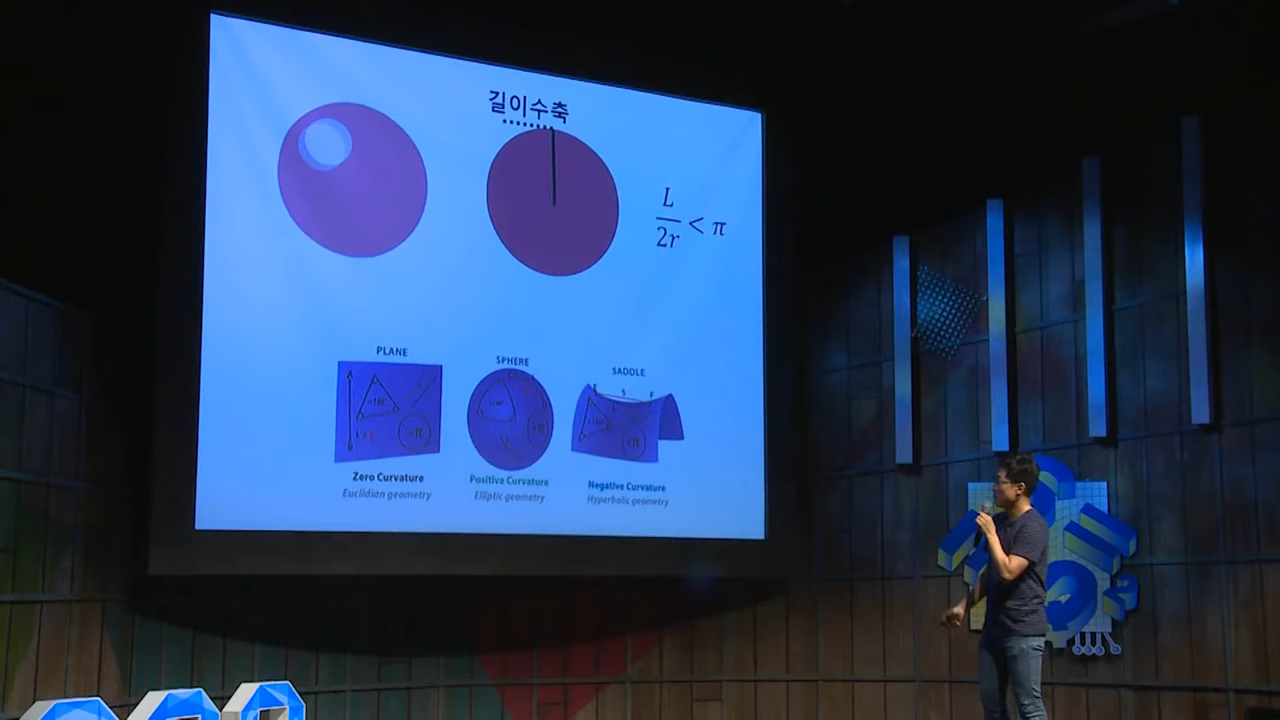 길이수축
L
2r
< π
PLANE
SPHERE
SADDLE
Zero Curvature
Euclidian geometry
Positive Curvature
Elliptic geometry
Negative Curvature
Hyperbolic geometry